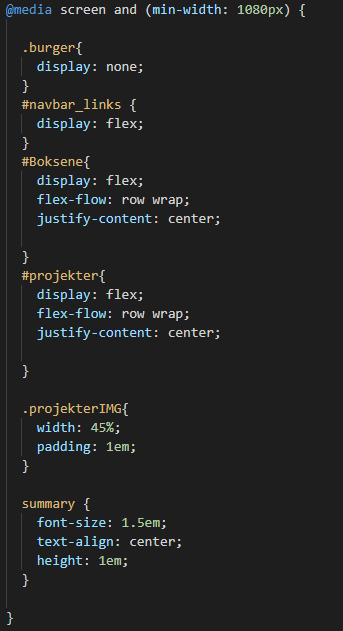 @media screen and (min-width: 1080px) {
.burger{
display: none;
}
#navbar_links {
display: flex;
}
#Boksene{
display: flex;
flex-flow: row wrap;
justify-content: center;
}
#projekter{
display: flex;
flex-flow: row wrap;
justify-content: center;
}
.projekterIMG{
width: 45%;
padding: 1em;
}
summary {
font-size: 1.5em;
text-align: center;
height: 1em;
}
}